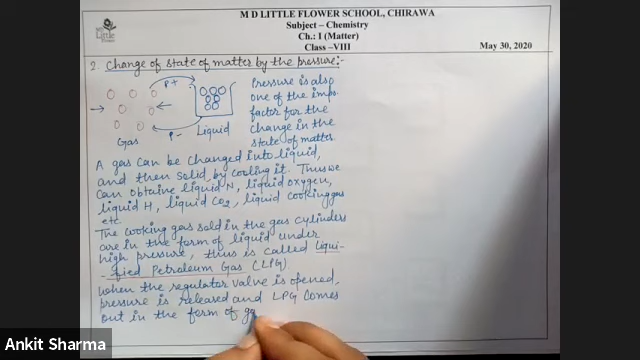 M D LITTLE FLOWER SCHOOL, CHIRAWA
Subject – Chemistry
Ch.: I (Matter)
Class –VIII
May 30, 2020
Little
Flower
2. Change of state of matter by the pressure:-
P+
P-
Gas
Liquid
Pressure is also
one of the imp.
factor for the
change in the
state of matter
A gas can be changed into liquid,
and then solid by cooling it. Thus we
can obtaine liquid N, liquid oxygen,
liquid H, liquid CO2, liquid cooking gas
etc.
The cooking gas sold in the gas cylinders
are in the form of liquid under
high pressure, thus is called Liqui-
-fied Petroleum Gas (LPG).
When the regulator valve is opened,
pressure is released and LPG comes
out in the form of ga
Ankit Sharma